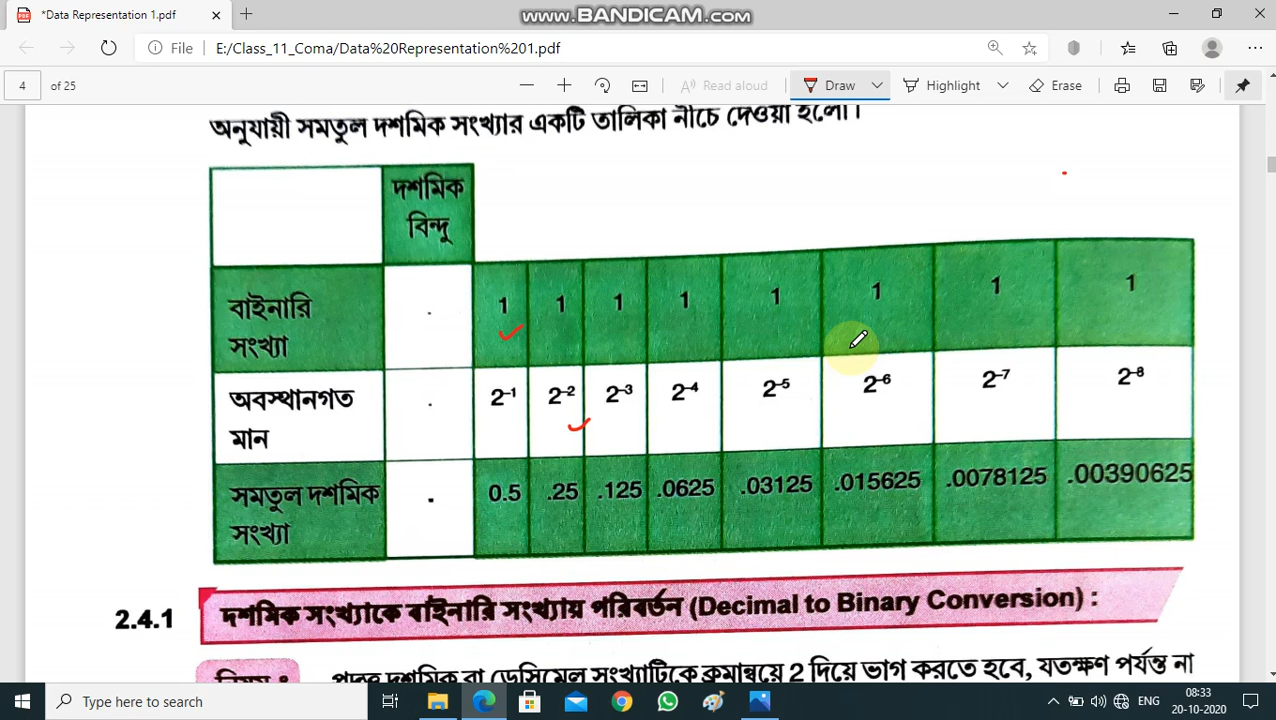 *Data Representation 1.pdf
www.BANDICAM.com
File E:/Class_11_Coma/Data%20Representation%201.pdf
4 of 25
Read aloud Draw Highlight Erase
অনুযায়ী সমতুল দশমিক সংখ্যার একটি তালিকা নীচে দেওয়া হলো।
দশমিক
বিন্দু
বাইনারি
সংখ্যা
. 1 1 1 1 1 1 1 1
অবস্থানগত
মান
. 2⁻¹ 2⁻² 2⁻³ 2⁻⁴ 2⁻⁵ 2⁻⁶ 2⁻⁷ 2⁻⁸
সমতুল দশমিক
সংখ্যা
. 0.5 .25 .125 .0625 .03125 .015625 .0078125 .00390625
2.4.1 দশমিক সংখ্যাকে বাইনারি সংখ্যায় পরিবর্তন (Decimal to Binary Conversion) :
নিয়ম : প্রদত্ত দশমিক বা ডেসিমেল সংখ্যাটিকে ক্রমান্বয়ে 2 দিয়ে ভাগ করতে হবে, যতক্ষণ পর্যন্ত না
Type here to search
ENG
08:33
20-10-2020